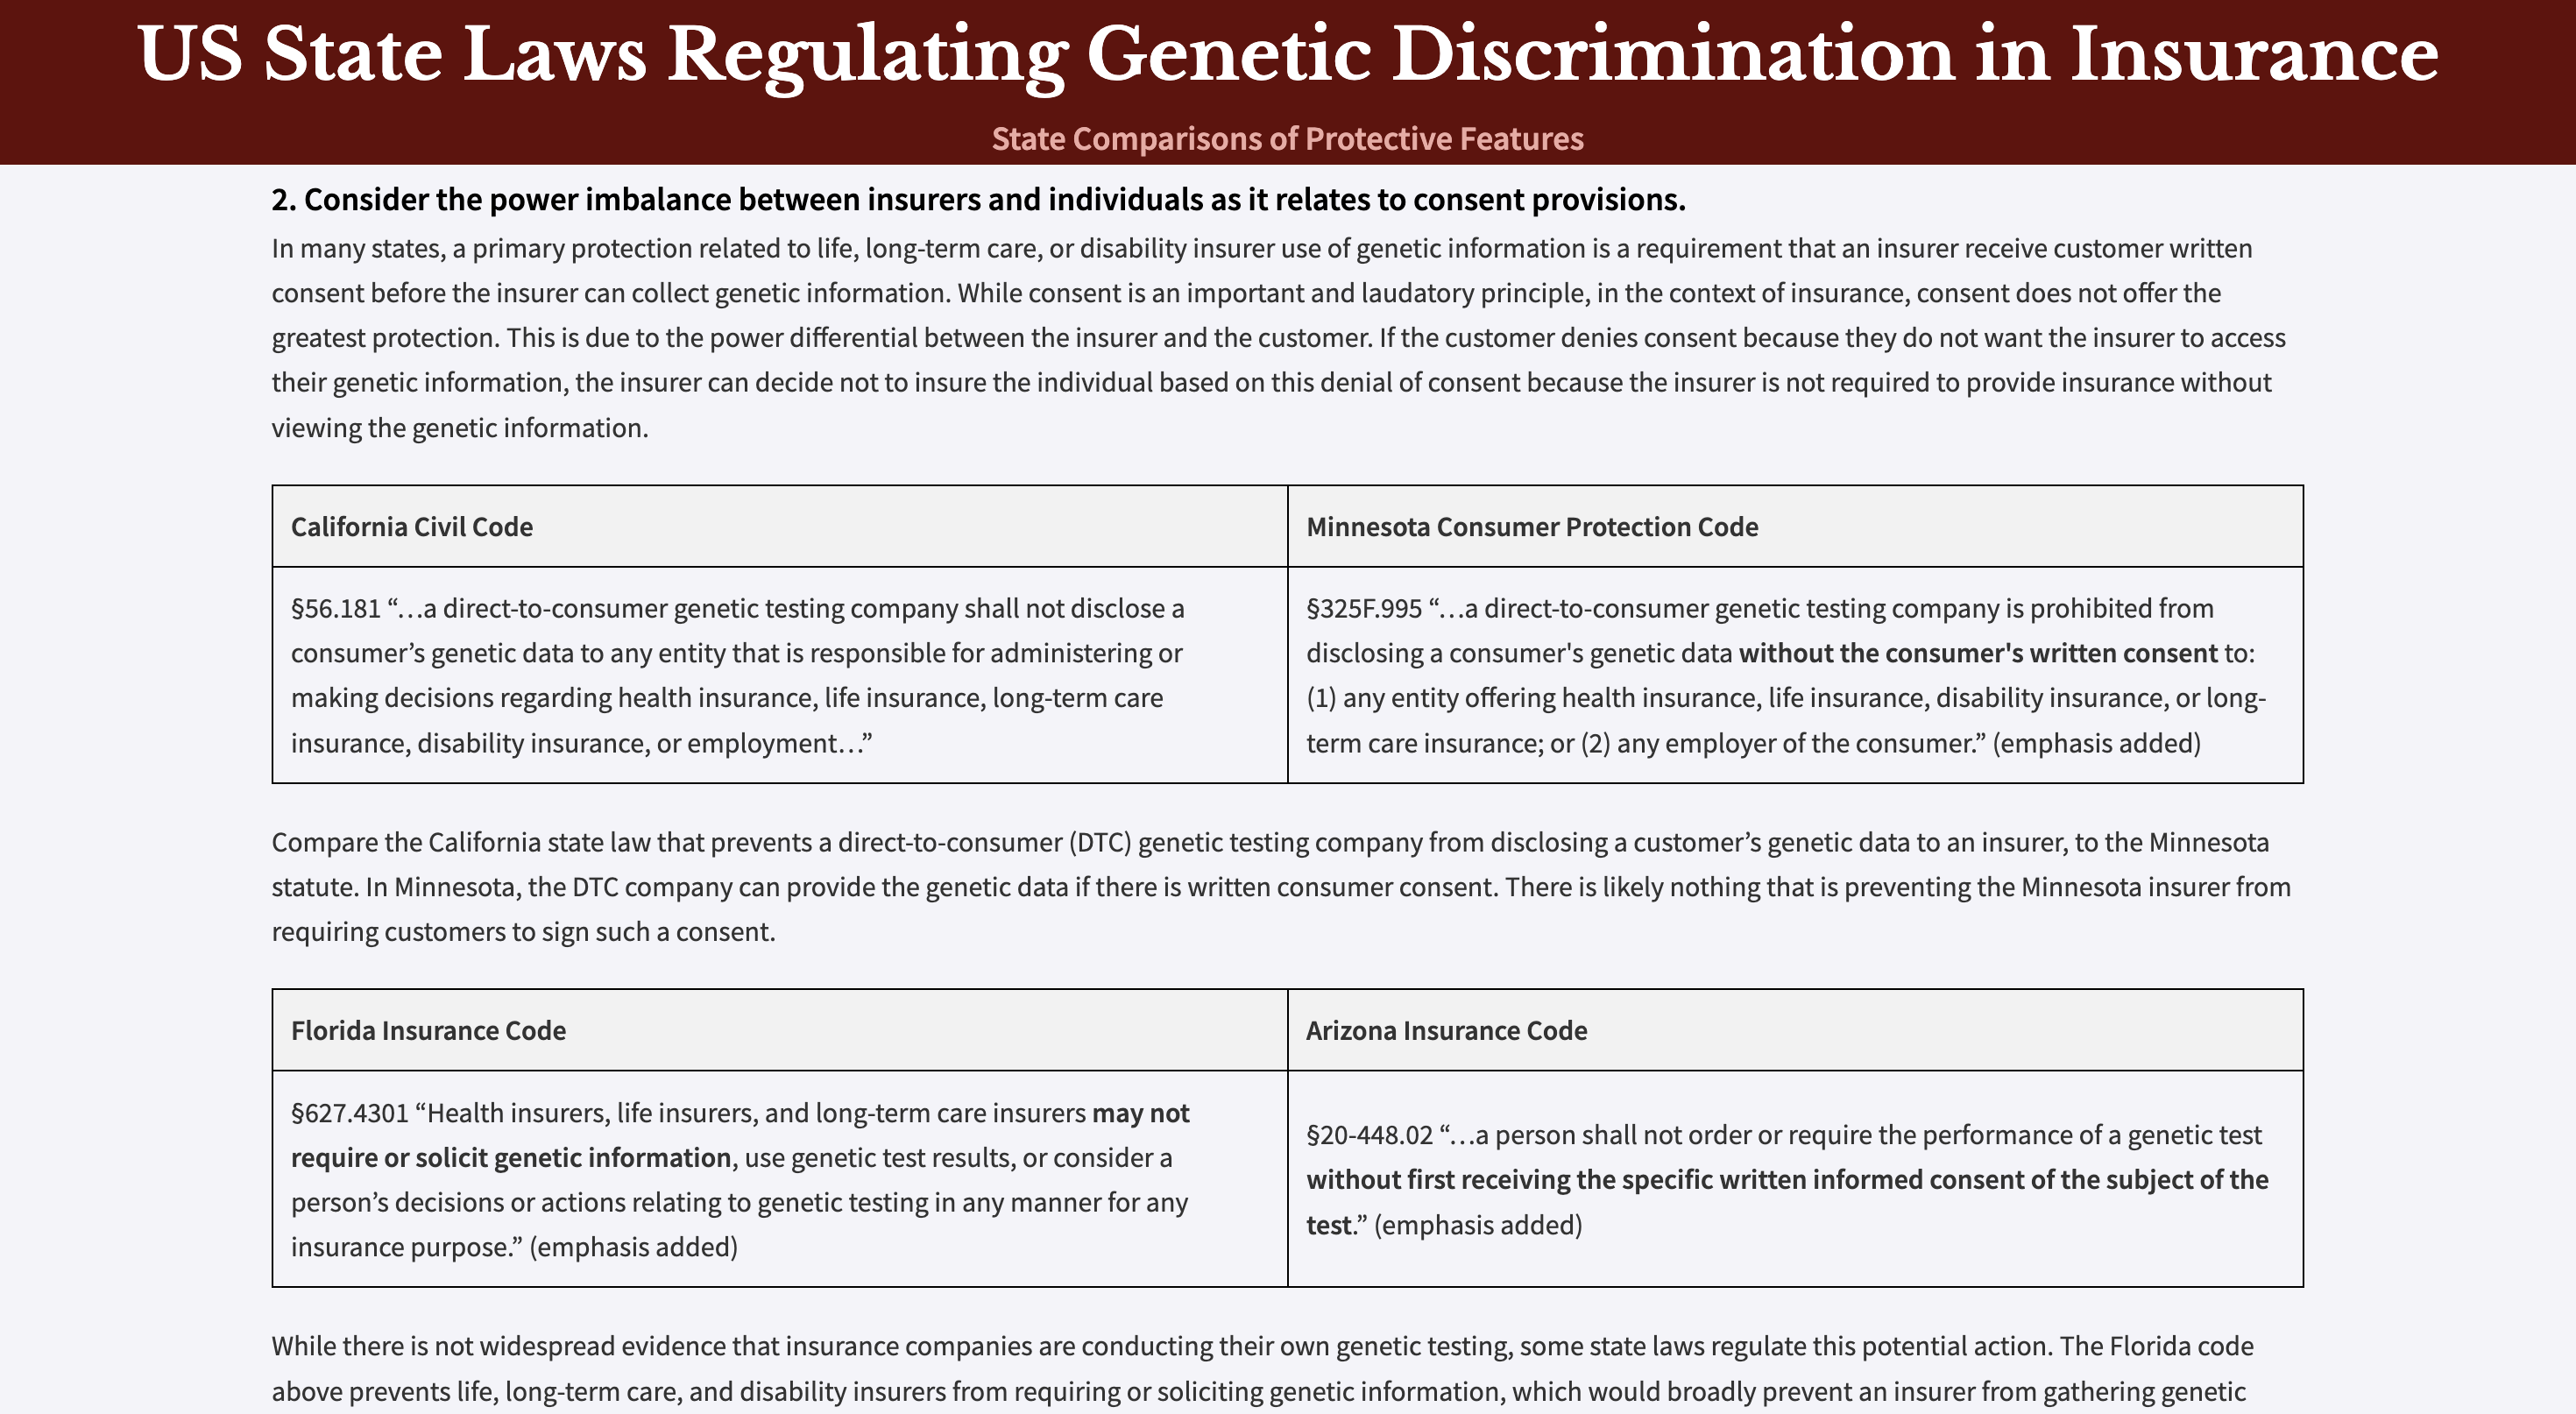 US State Laws Regulating Genetic Discrimination in Insurance
State Comparisons of Protective Features
2. Consider the power imbalance between insurers and individuals as it relates to consent provisions.
In many states, a primary protection related to life, long-term care, or disability insurer use of genetic information is a requirement that an insurer receive customer written
consent before the insurer can collect genetic information. While consent is an important and laudatory principle, in the context of insurance, consent does not offer the
greatest protection. This is due to the power differential between the insurer and the customer. If the customer denies consent because they do not want the insurer to access
their genetic information, the insurer can decide not to insure the individual based on this denial of consent because the insurer is not required to provide insurance without
viewing the genetic information.
California Civil Code
§56.181 “…a direct-to-consumer genetic testing company shall not disclose a
consumer’s genetic data to any entity that is responsible for administering or
making decisions regarding health insurance, life insurance, long-term care
insurance, disability insurance, or employment…”
Minnesota Consumer Protection Code
§325F.995 “…a direct-to-consumer genetic testing company is prohibited from
disclosing a consumer's genetic data without the consumer's written consent to:
(1) any entity offering health insurance, life insurance, disability insurance, or long-
term care insurance; or (2) any employer of the consumer.” (emphasis added)
Compare the California state law that prevents a direct-to-consumer (DTC) genetic testing company from disclosing a customer’s genetic data to an insurer, to the Minnesota
statute. In Minnesota, the DTC company can provide the genetic data if there is written consumer consent. There is likely nothing that is preventing the Minnesota insurer from
requiring customers to sign such a consent.
Florida Insurance Code
§627.4301 “Health insurers, life insurers, and long-term care insurers may not
require or solicit genetic information, use genetic test results, or consider a
person’s decisions or actions relating to genetic testing in any manner for any
insurance purpose.” (emphasis added)
Arizona Insurance Code
§20-448.02 “…a person shall not order or require the performance of a genetic test
without first receiving the specific written informed consent of the subject of the
test.” (emphasis added)
While there is not widespread evidence that insurance companies are conducting their own genetic testing, some state laws regulate this potential action. The Florida code
above prevents life, long-term care, and disability insurers from requiring or soliciting genetic information, which would broadly prevent an insurer from gathering genetic